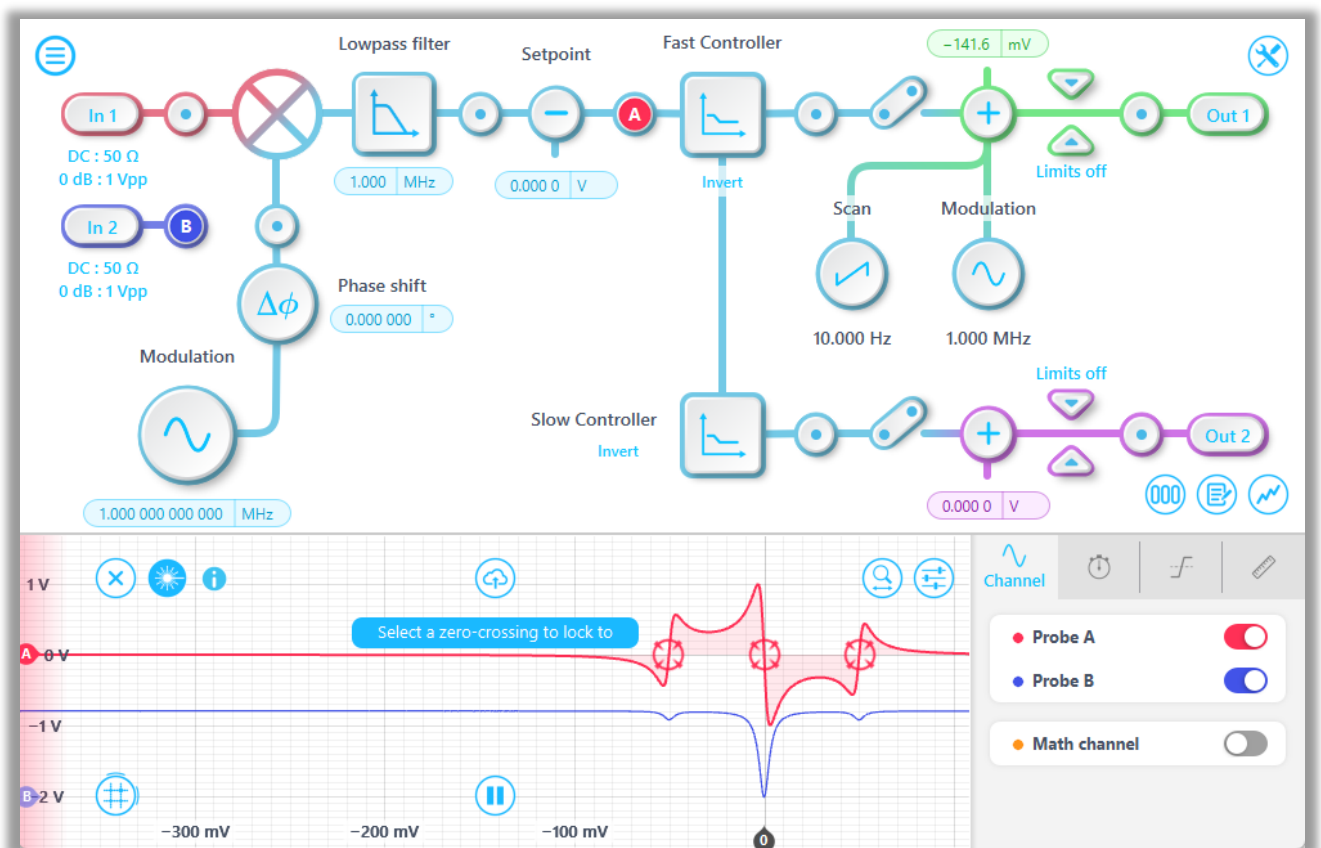 Lowpass filter
Setpoint
Fast Controller
−141.6 mV
In 1
A
Out 1
DC : 50 Ω
0 dB : 1 Vpp
1.000 MHz
0.000 0 V
Invert
Limits off
In 2
B
Scan
Modulation
DC : 50 Ω
0 dB : 1 Vpp
Δϕ
Phase shift
0.000 000 °
10.000 Hz
1.000 MHz
Modulation
Limits off
Slow Controller
Invert
Out 2
0.000 0 V
1.000 000 000 000 MHz
Channel
1 V
Select a zero-crossing to lock to
A 0 V
−1 V
B −2 V
−300 mV
−200 mV
−100 mV
0
Probe A
Probe B
Math channel